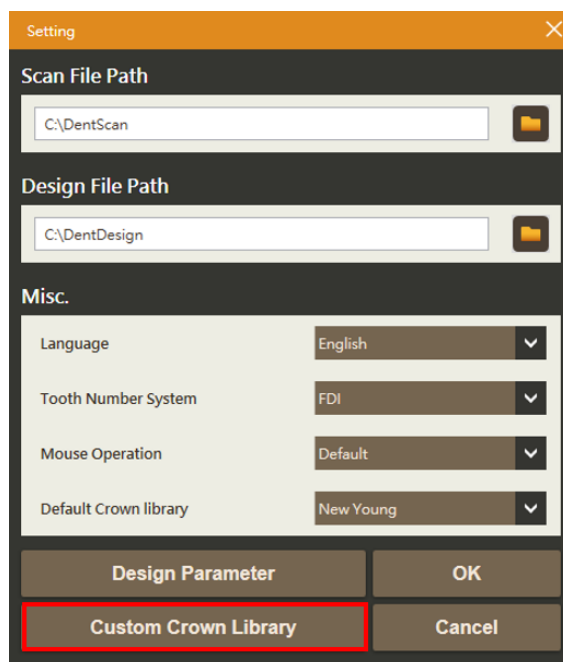 Setting
Scan File Path
C:\DentScan
Design File Path
C:\DentDesign
Misc.
Language English
Tooth Number System FDI
Mouse Operation Default
Default Crown library New Young
Design Parameter OK
Custom Crown Library Cancel